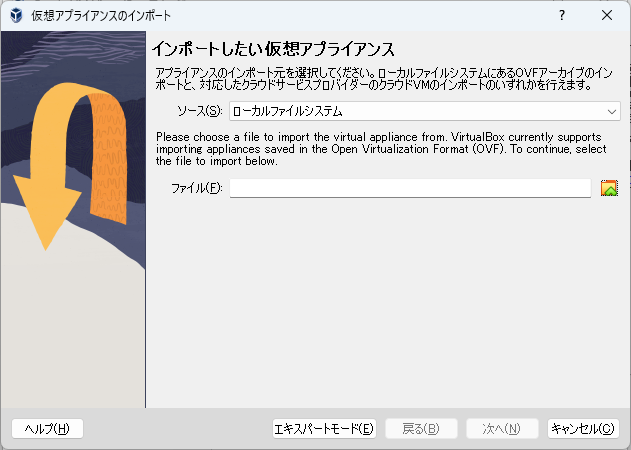 仮想アプライアンスのインポート
?
インポートしたい仮想アプライアンス
アプライアンスのインポート元を選択してください。ローカルファイルシステムにあるOVFアーカイブのイン
ポートと、対応したクラウドサービスプロバイダーのクラウドVMのインポートのいずれかを行えます。
ソース(S): ローカルファイルシステム
Please choose a file to import the virtual appliance from. VirtualBox currently supports
importing appliances saved in the Open Virtualization Format (OVF). To continue, select
the file to import below.
ファイル(F):
ヘルプ(H) エキスパートモード(E) 戻る(B) 次へ(N) キャンセル(C)